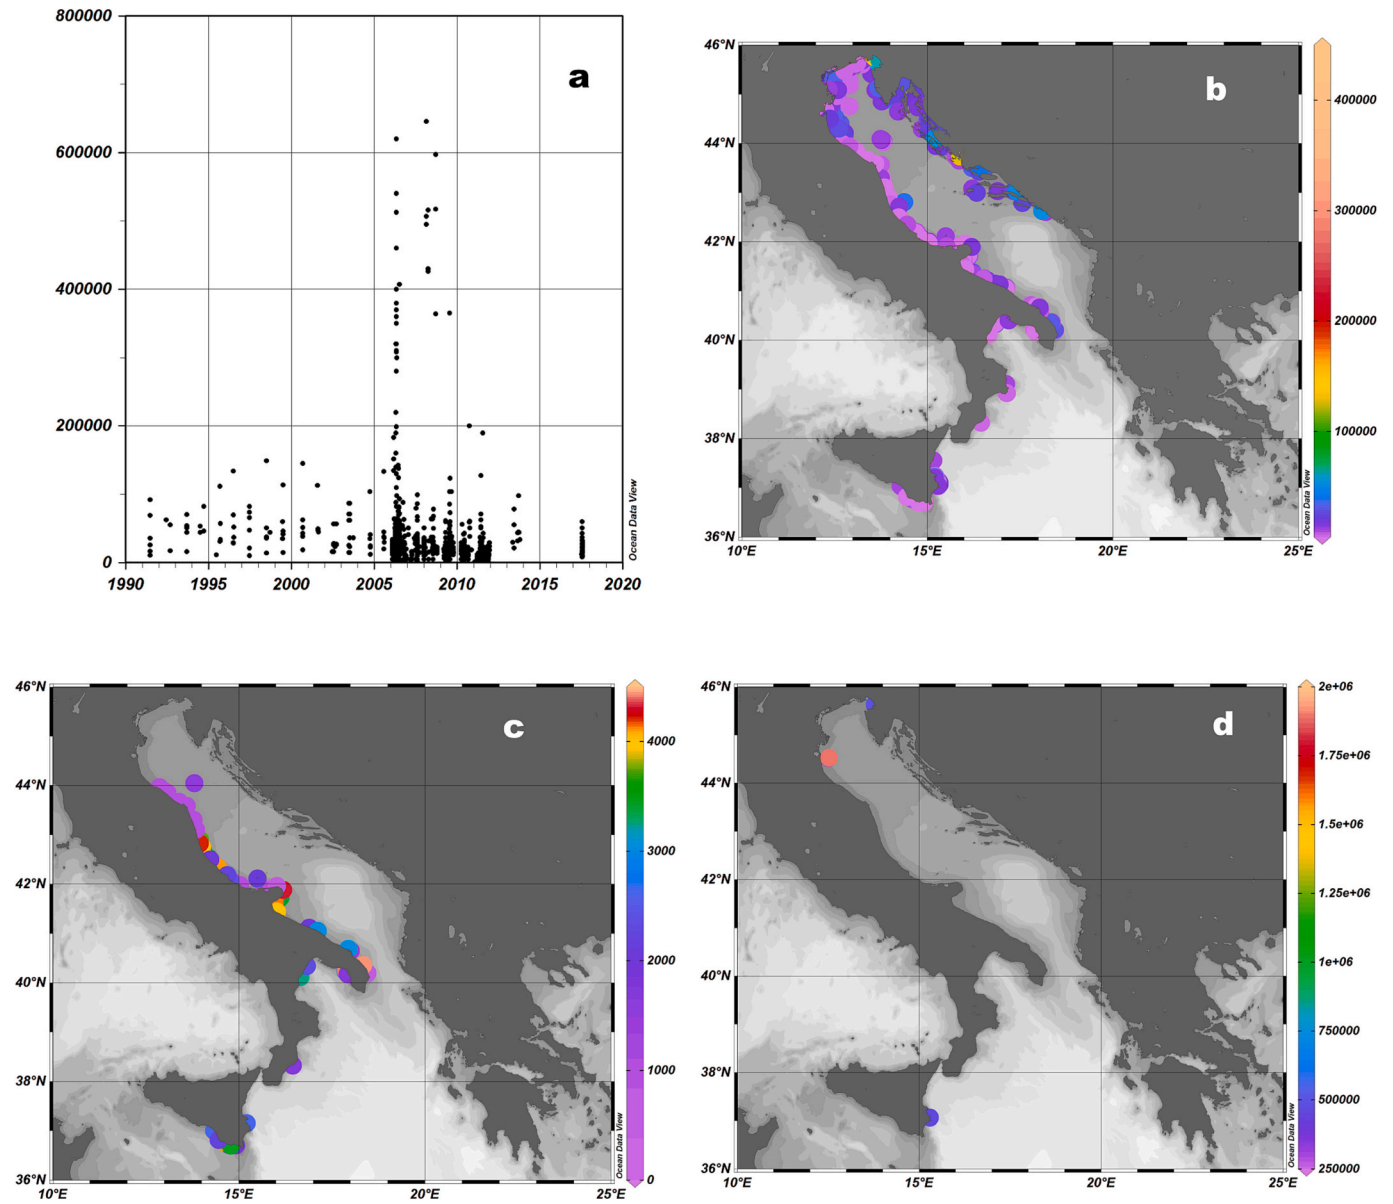 800000
600000
400000
200000
0
1990 1995 2000 2005 2010 2015 2020
a
Ocean Data View
46°N
44°N
42°N
40°N
38°N
36°N
10°E 15°E 20°E 25°E
b
400000
300000
200000
100000
Ocean Data View
46°N
44°N
42°N
40°N
38°N
36°N
10°E 15°E 20°E 25°E
c
4000
3000
2000
1000
0
Ocean Data View
46°N
44°N
42°N
40°N
38°N
36°N
10°E 15°E 20°E 25°E
d
2e+06
1.75e+06
1.5e+06
1.25e+06
1e+06
750000
500000
250000
Ocean Data View